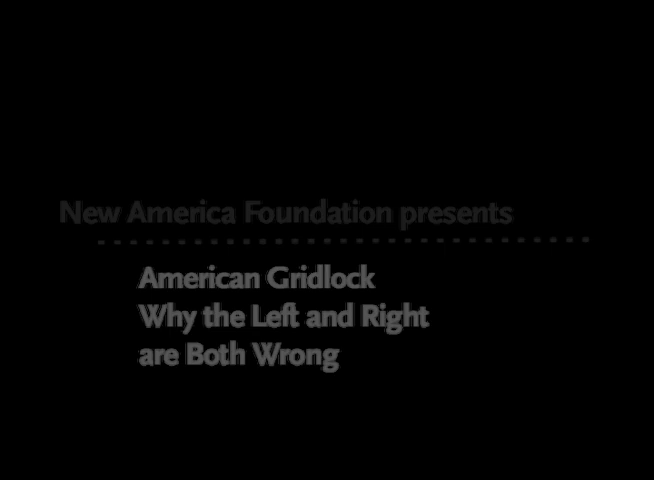 New America Foundation presents
American Gridlock
Why the Left and Right
are Both Wrong